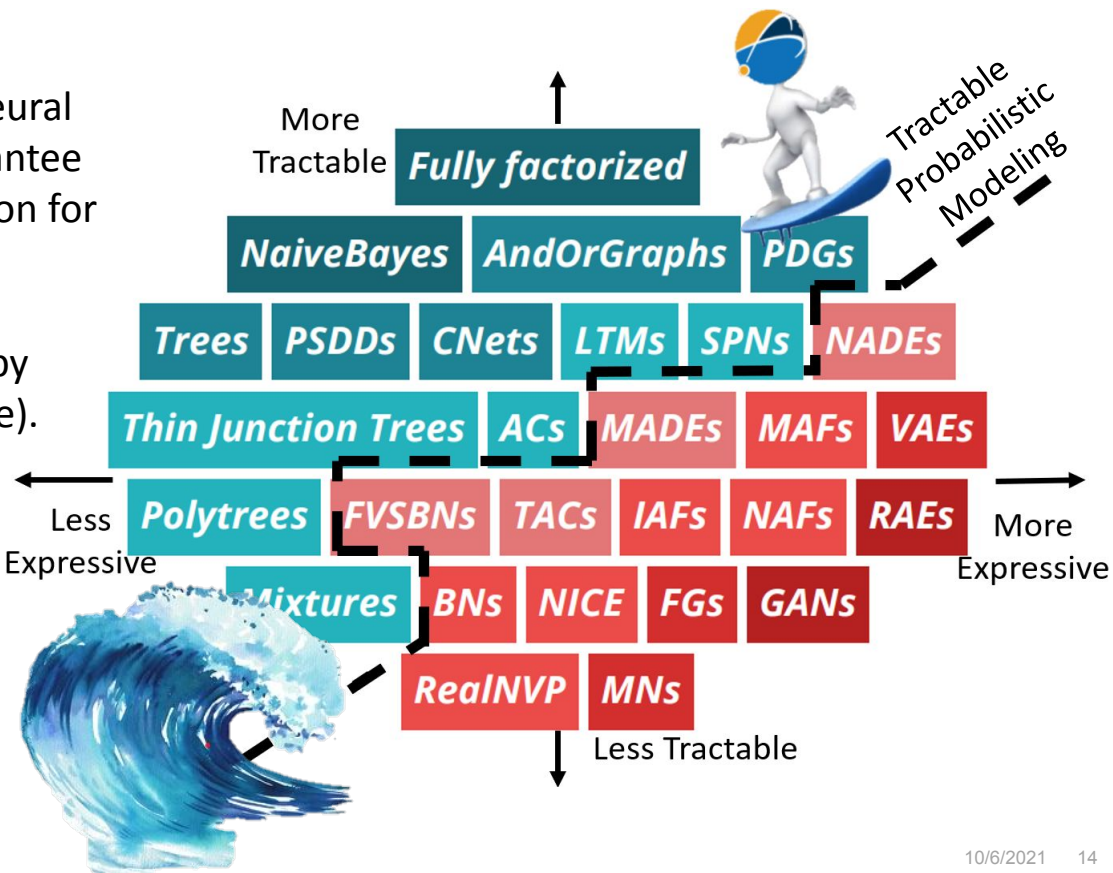 eural
antee
on for
by
e).
More
Tractable
Fully factorized
Tractable
Probabilistic
Modeling
NaiveBayes AndOrGraphs PDGs
Trees PSDDs CNets LTMs SPNs NADEs
Thin Junction Trees ACs MADEs MAFs VAEs
Less
Expressive
Polytrees FVSBNs TACs IAFs NAFs RAEs
More
Expressive
Mixtures BNs NICE FGs GANs
RealNVP MNs
Less Tractable
10/6/2021 14